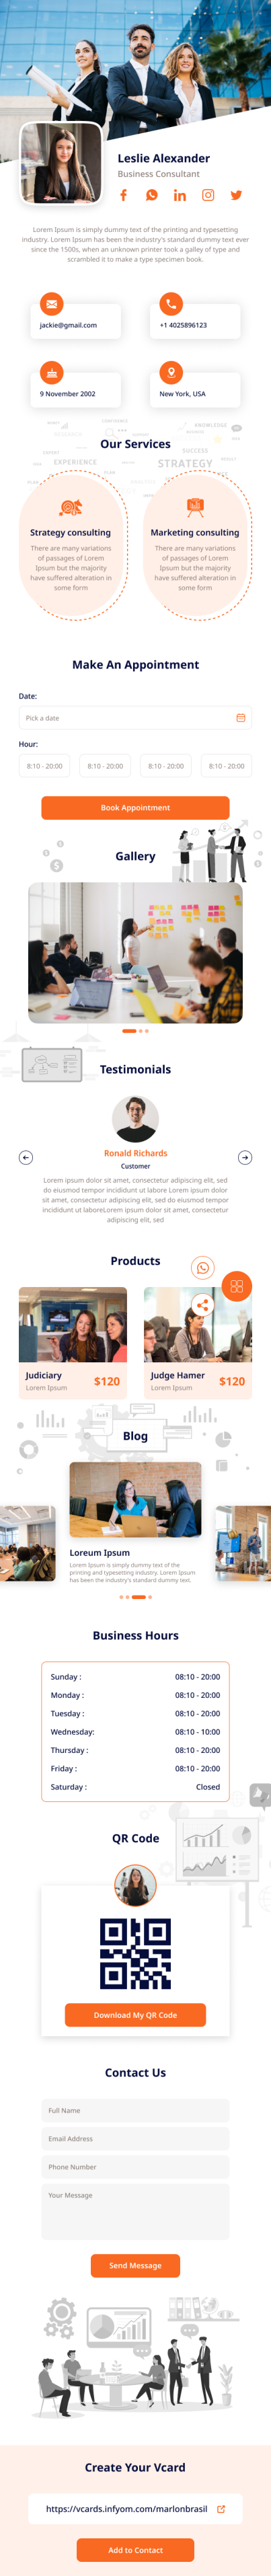 Leslie Alexander
Business Consultant
Lorem Ipsum is simply dummy text of the printing and typesetting
industry. Lorem Ipsum has been the industry's standard dummy text ever
since the 1500s, when an unknown printer took a galley of type and
scrambled it to make a type specimen book.
jackie@gmail.com
+1 4025896123
9 November 2002
New York, USA
KNOWLEDGE
SUCCESS
EXPERIENCE
STRATEGY
Our Services
Strategy consulting
There are many variations
of passages of Lorem
Ipsum but the majority
have suffered alteration in
some form
Marketing consulting
There are many variations
of passages of Lorem
Ipsum but the majority
have suffered alteration in
some form
Make An Appointment
Date:
Pick a date
Hour:
8:10 - 20:00
8:10 - 20:00
8:10 - 20:00
8:10 - 20:00
Book Appointment
Gallery
Testimonials
Ronald Richards
Customer
Lorem ipsum dolor sit amet, consectetur adipiscing elit, sed
do eiusmod tempor incididunt ut labore Lorem ipsum dolor
sit amet, consectetur adipiscing elit, sed do eiusmod tempor
incididunt ut laboreLorem ipsum dolor sit amet, consectetur
adipiscing elit, sed
Products
Judiciary
Lorem Ipsum
$120
Judge Hamer
Lorem Ipsum
$120
Blog
Loreum Ipsum
Lorem Ipsum is simply dummy text of the
printing and typesetting industry. Lorem Ipsum
has been the industry's standard dummy text.
Business Hours
Sunday : 08:10 - 20:00
Monday : 08:10 - 20:00
Tuesday : 08:10 - 20:00
Wednesday: 08:10 - 10:00
Thursday : 08:10 - 20:00
Friday : 08:10 - 20:00
Saturday : Closed
QR Code
Download My QR Code
Contact Us
Full Name
Email Address
Phone Number
Your Message
Send Message
Create Your Vcard
https://vcards.infyom.com/marlonbrasil
Add to Contact